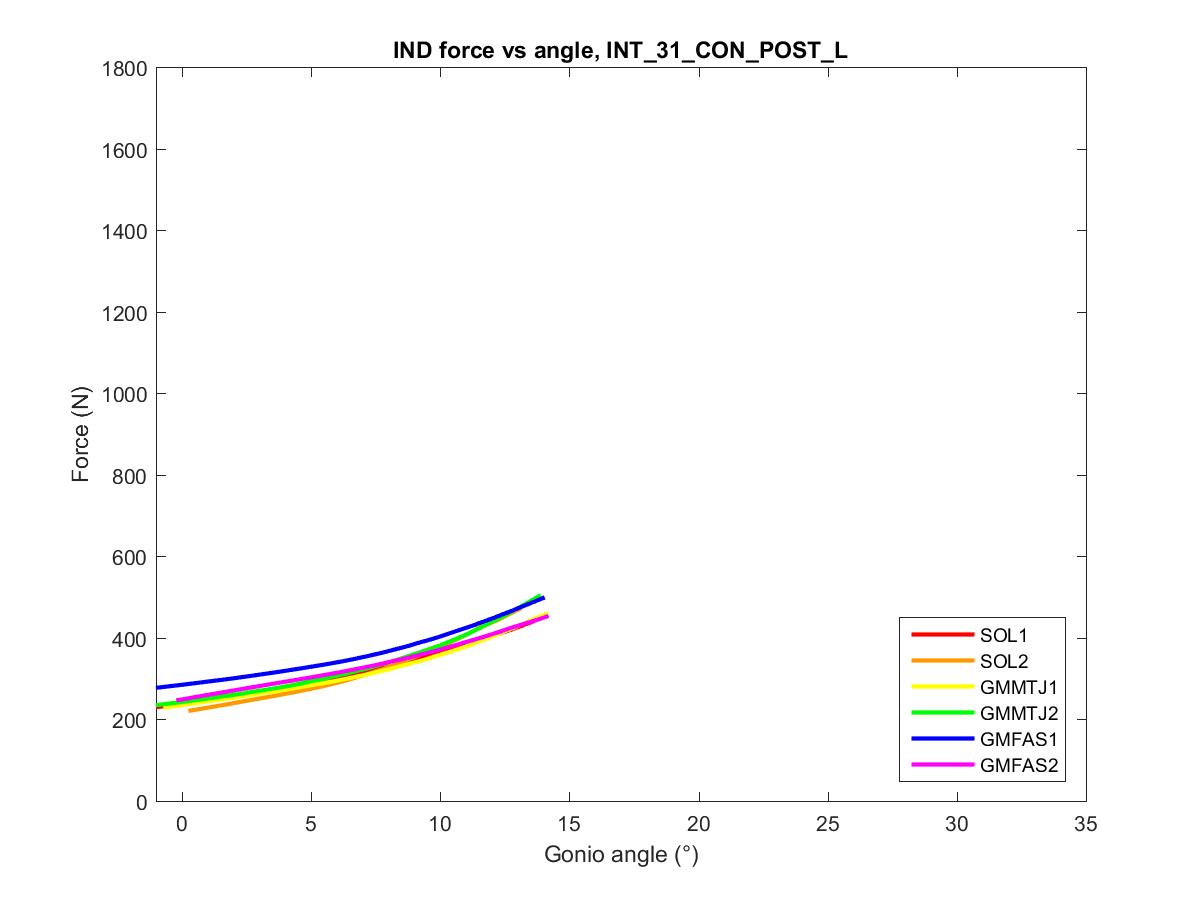 IND force vs angle, INT_31_CON_POST_L
1800
1600
1400
1200
1000
800
600
400
200
0
Force (N)
0 5 10 15 20 25 30 35
Gonio angle (°)
SOL1
SOL2
GMMTJ1
GMMTJ2
GMFAS1
GMFAS2